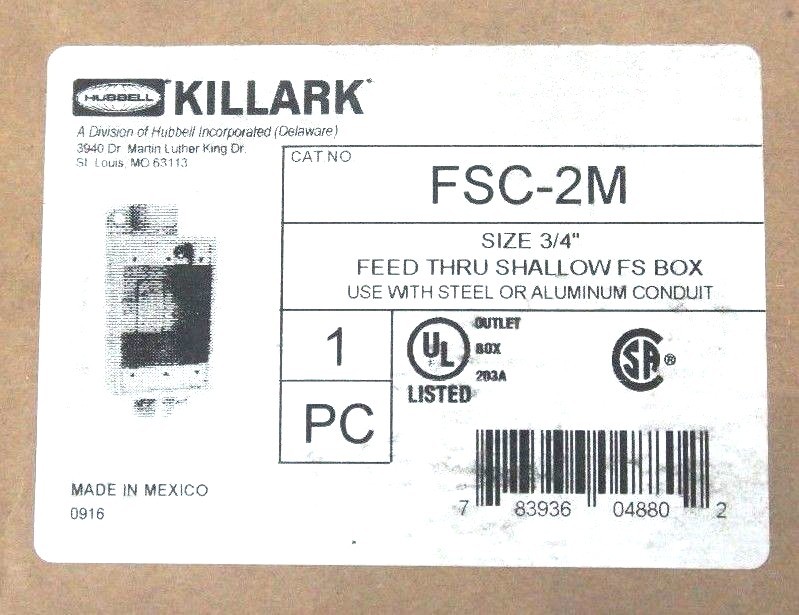 HUBBELL KILLARK
A Division of Hubbell Incorporated (Delaware)
3940 Dr. Martin Luther King Dr.
St. Louis, MO 63113
CAT NO
FSC-2M
SIZE 3/4"
FEED THRU SHALLOW FS BOX
USE WITH STEEL OR ALUMINUM CONDUIT
1
PC
UL
LISTED
OUTLET
BOX
203A
SA®
MADE IN MEXICO
0916
7 83936 04880 2